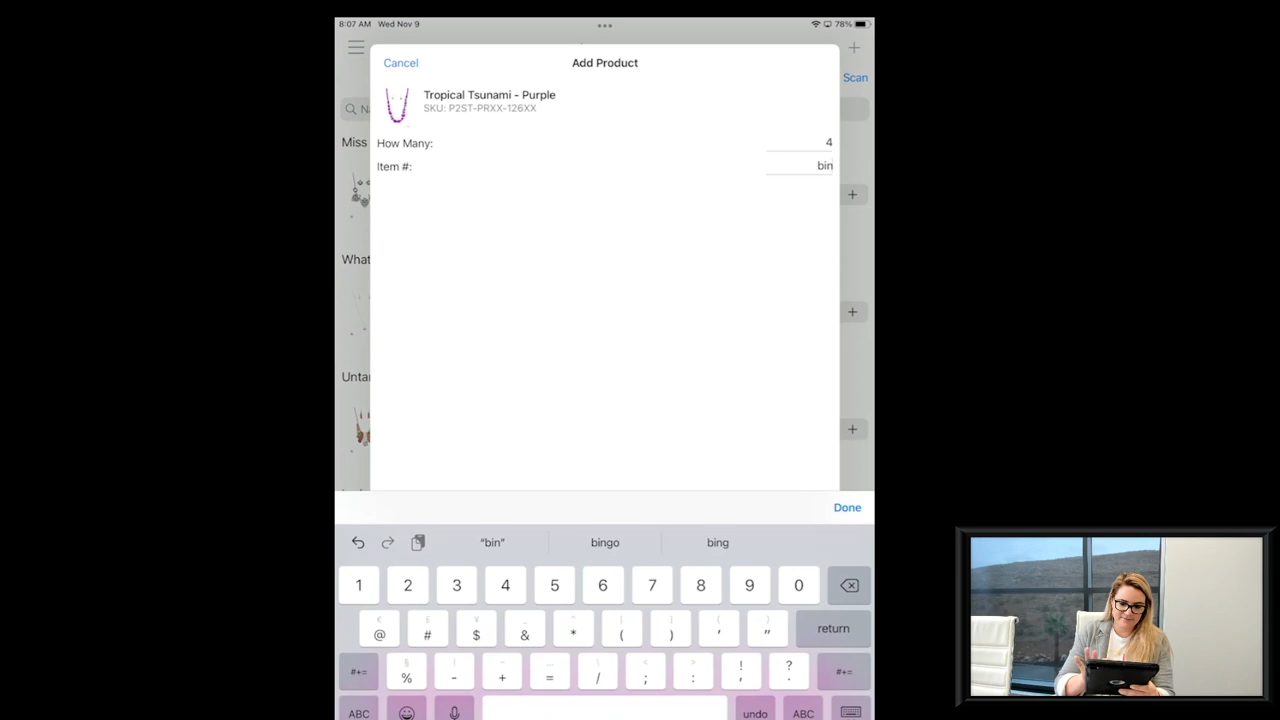 8:07 AM Wed Nov 9
78%
Cancel
Add Product
Scan
Tropical Tsunami - Purple
SKU: P2ST-PRXX-126XX
How Many:
4
Item #:
bin
Miss
What
Untar
Done
“bin” bingo bing
1 2 3 4 5 6 7 8 9 0
@ # $ & * ( ) ' " return
#+= % - + = / ; : ! , ? . #+=
ABC undo ABC